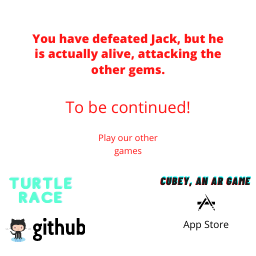 You have defeated Jack, but he
is actually alive, attacking the
other gems.
To be continued!
Play our other
games
TURTLE
RACE
github
CUBEY, AN AR GAME
App Store